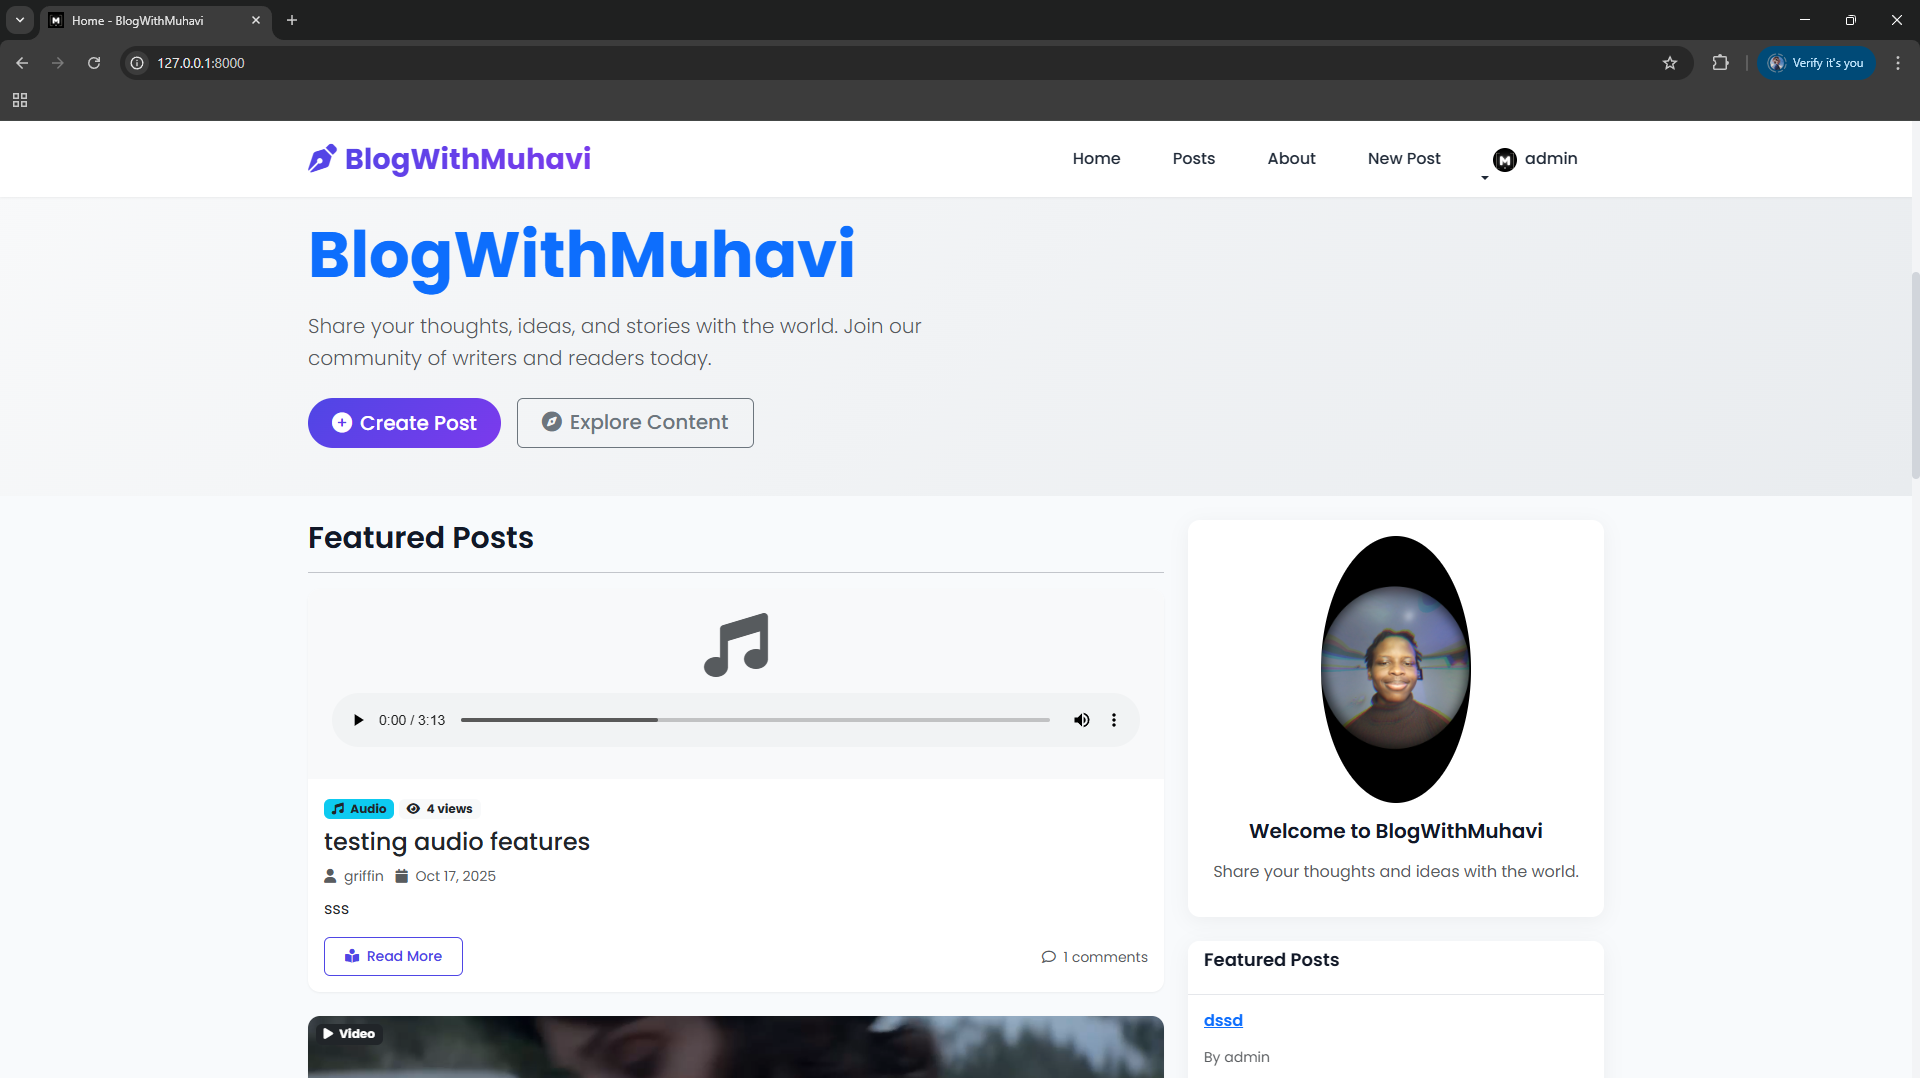 Home - BlogWithMuhavi
127.0.0.1:8000
Verify it's you
BlogWithMuhavi
Home
Posts
About
New Post
admin
BlogWithMuhavi
Share your thoughts, ideas, and stories with the world. Join our
community of writers and readers today.
Create Post
Explore Content
Featured Posts
0:00 / 3:13
Audio
4 views
testing audio features
griffin
Oct 17, 2025
sss
Read More
1 comments
Video
Welcome to BlogWithMuhavi
Share your thoughts and ideas with the world.
Featured Posts
dssd
By admin